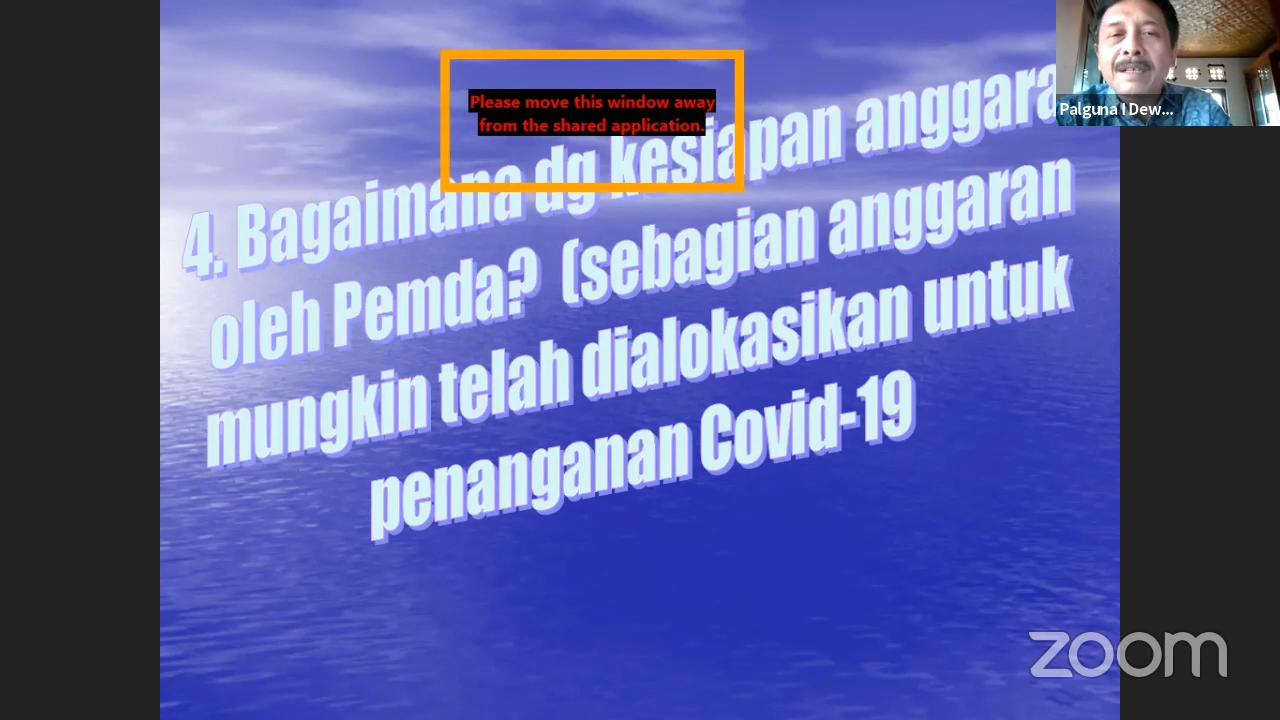 Please move this window away
from the shared application.
Palguna I Dew...
4. Bagaimana dg kesiapan anggara
oleh Pemda? (sebagian anggaran
mungkin telah dialokasikan untuk
penanganan Covid-19
zoom